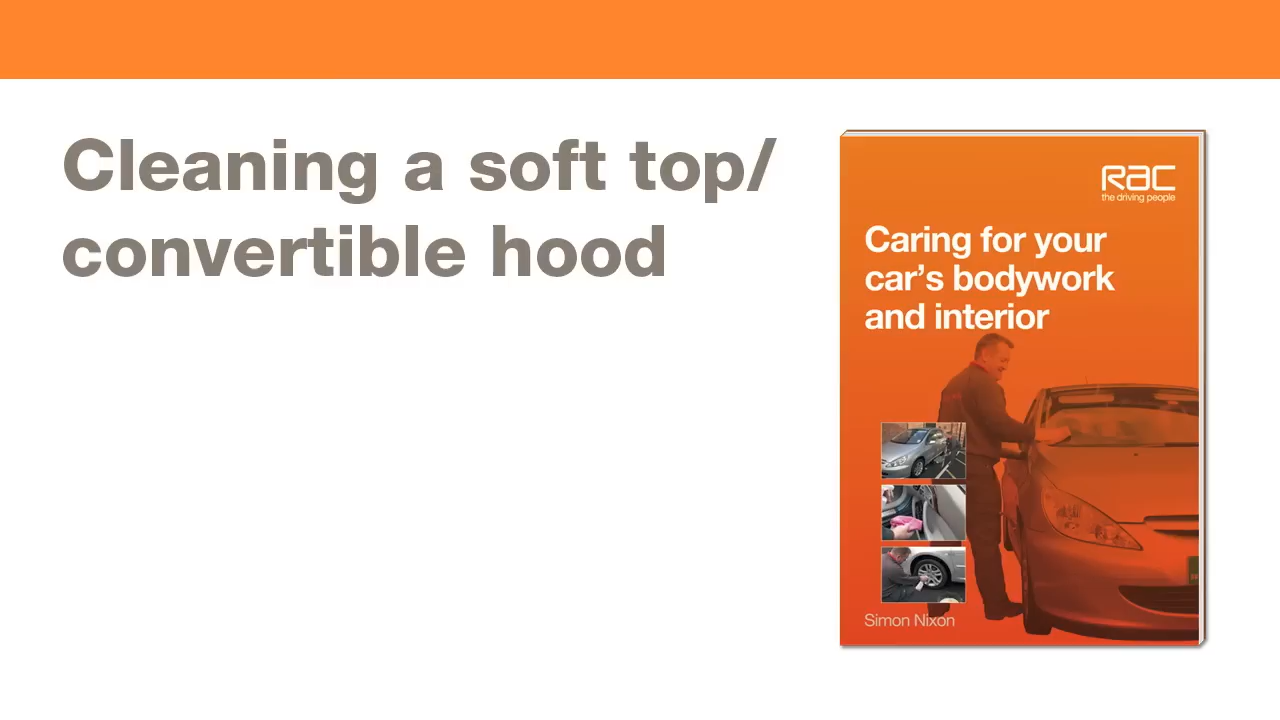 Cleaning a soft top/
convertible hood
RAC
the driving people
Caring for your
car's bodywork
and interior
Simon Nixon